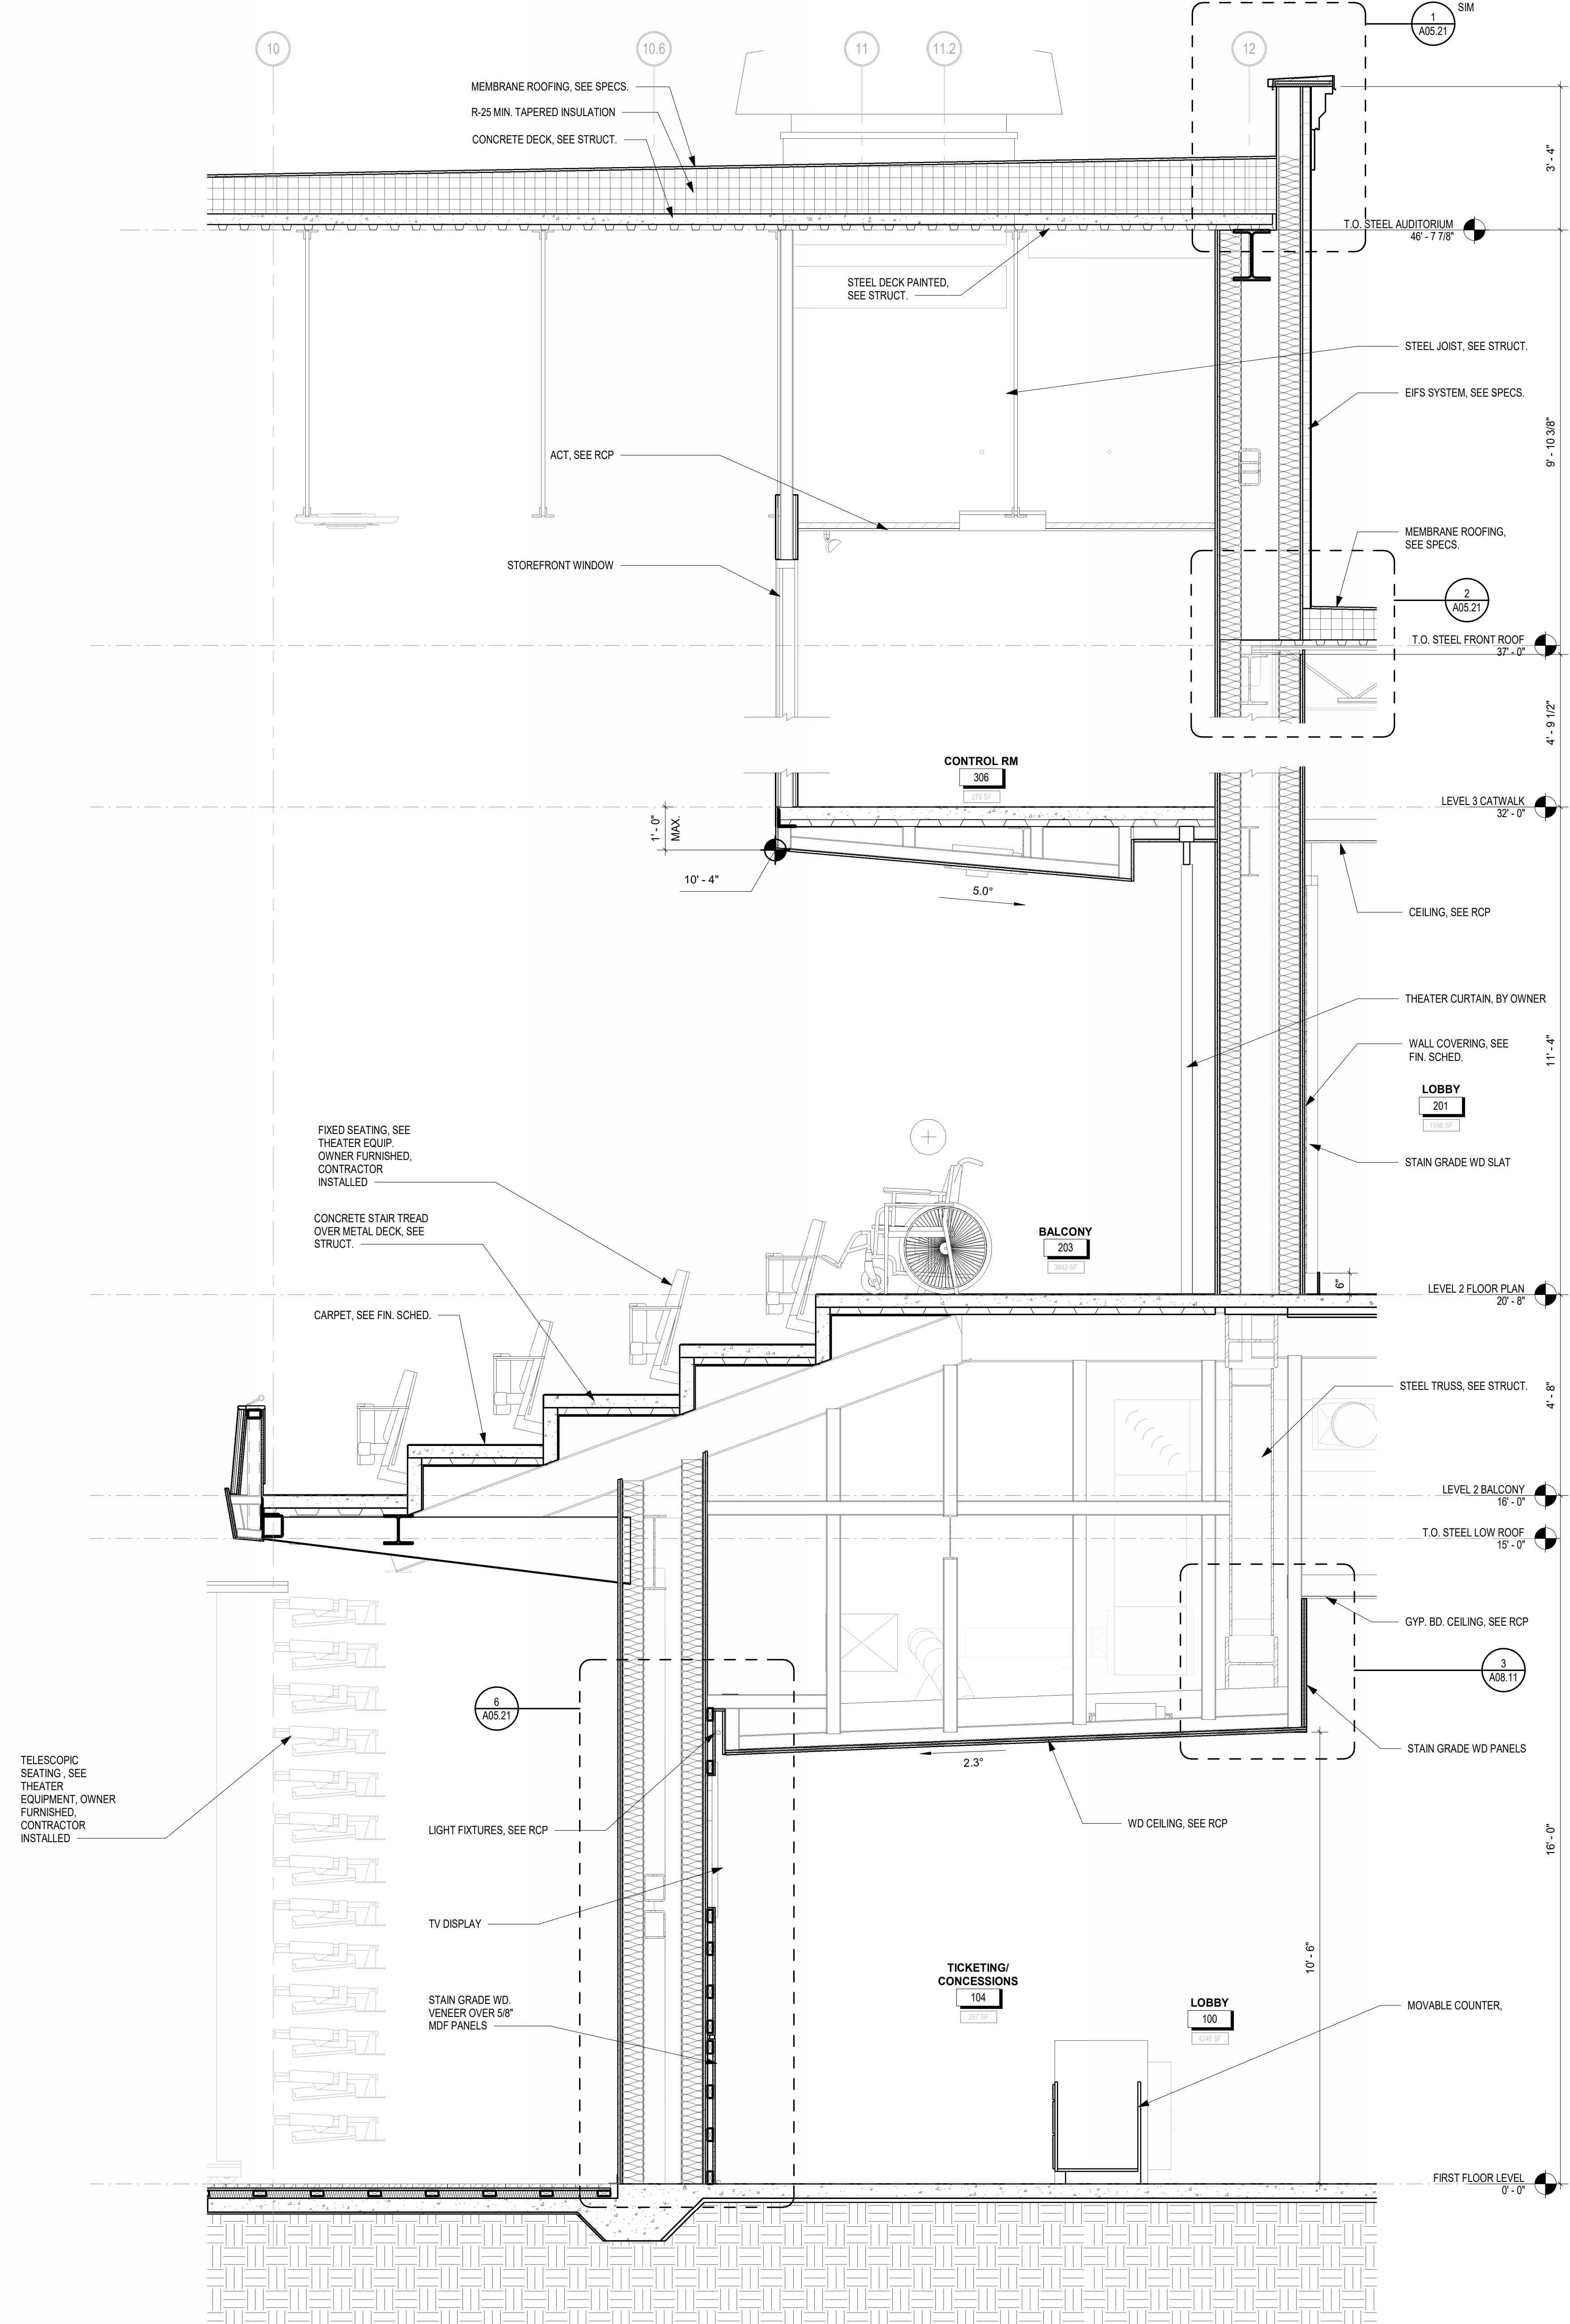 1
A05.21
SIM
10
10.6
11
11.2
12
MEMBRANE ROOFING, SEE SPECS.
R-25 MIN. TAPERED INSULATION
CONCRETE DECK, SEE STRUCT.
3' - 4"
T.O. STEEL AUDITORIUM
46' - 7 7/8"
STEEL DECK PAINTED,
SEE STRUCT.
STEEL JOIST, SEE STRUCT.
EIFS SYSTEM, SEE SPECS.
9' - 10 3/8"
ACT, SEE RCP
MEMBRANE ROOFING,
SEE SPECS.
STOREFRONT WINDOW
2
A05.21
T.O. STEEL FRONT ROOF
37' - 0"
4' - 9 1/2"
CONTROL RM
306
275 SF
LEVEL 3 CATWALK
32' - 0"
1' - 0"
MAX.
10' - 4"
5.0°
CEILING, SEE RCP
THEATER CURTAIN, BY OWNER
WALL COVERING, SEE
FIN. SCHED.
11' - 4"
LOBBY
201
1998 SF
STAIN GRADE WD SLAT
FIXED SEATING, SEE
THEATER EQUIP.
OWNER FURNISHED,
CONTRACTOR
INSTALLED
CONCRETE STAIR TREAD
OVER METAL DECK, SEE
STRUCT.
BALCONY
203
3843 SF
6"
LEVEL 2 FLOOR PLAN
20' - 8"
CARPET, SEE FIN. SCHED.
STEEL TRUSS, SEE STRUCT.
4' - 8"
LEVEL 2 BALCONY
16' - 0"
T.O. STEEL LOW ROOF
15' - 0"
GYP. BD. CEILING, SEE RCP
3
A08.11
6
A05.21
STAIN GRADE WD PANELS
2.3°
TELESCOPIC
SEATING , SEE
THEATER
EQUIPMENT, OWNER
FURNISHED,
CONTRACTOR
INSTALLED
LIGHT FIXTURES, SEE RCP
WD CEILING, SEE RCP
16' - 0"
TV DISPLAY
10' - 6"
TICKETING/
CONCESSIONS
104
257 SF
STAIN GRADE WD.
VENEER OVER 5/8"
MDF PANELS
LOBBY
100
4246 SF
MOVABLE COUNTER,
FIRST FLOOR LEVEL
0' - 0"